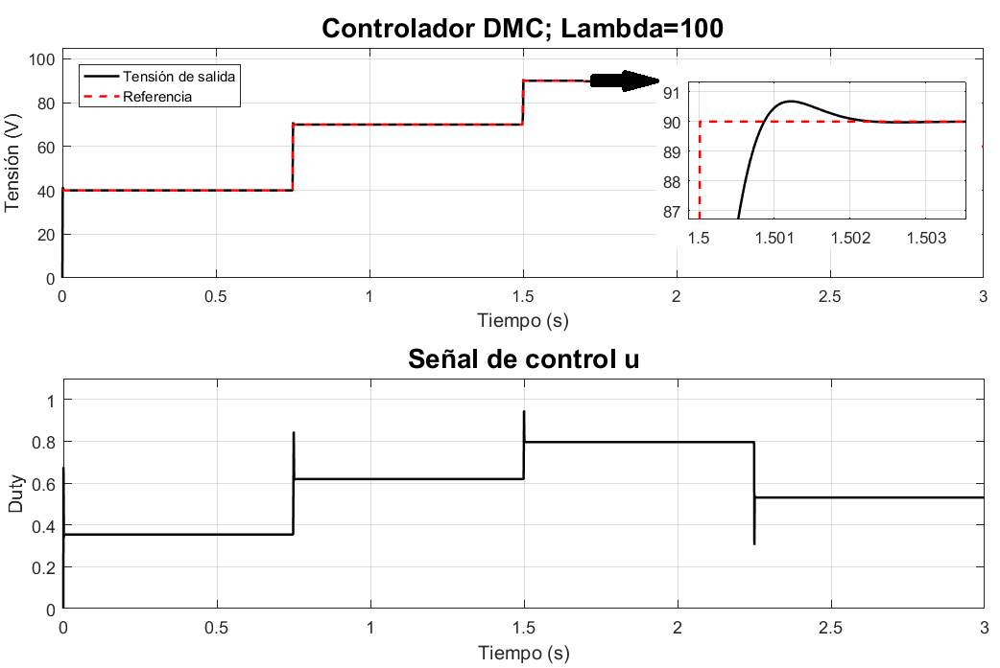 Controlador DMC; Lambda=100
Tensión (V)
100
80
60
40
20
0
Tensión de salida
Referencia
91
90
89
88
87
1.5 1.501 1.502 1.503
0 0.5 1 1.5 2 2.5 3
Tiempo (s)
Señal de control u
Duty
1
0.8
0.6
0.4
0.2
0
0 0.5 1 1.5 2 2.5 3
Tiempo (s)